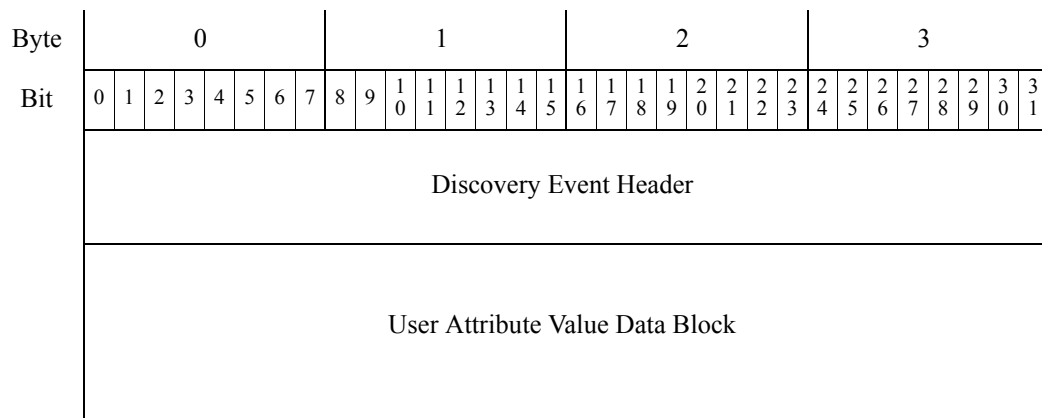 Byte 0 1 2 3
Bit 0 1 2 3 4 5 6 7 8 9 10 11 12 13 14 15 16 17 18 19 20 21 22 23 24 25 26 27 28 29 30 31
Discovery Event Header
User Attribute Value Data Block